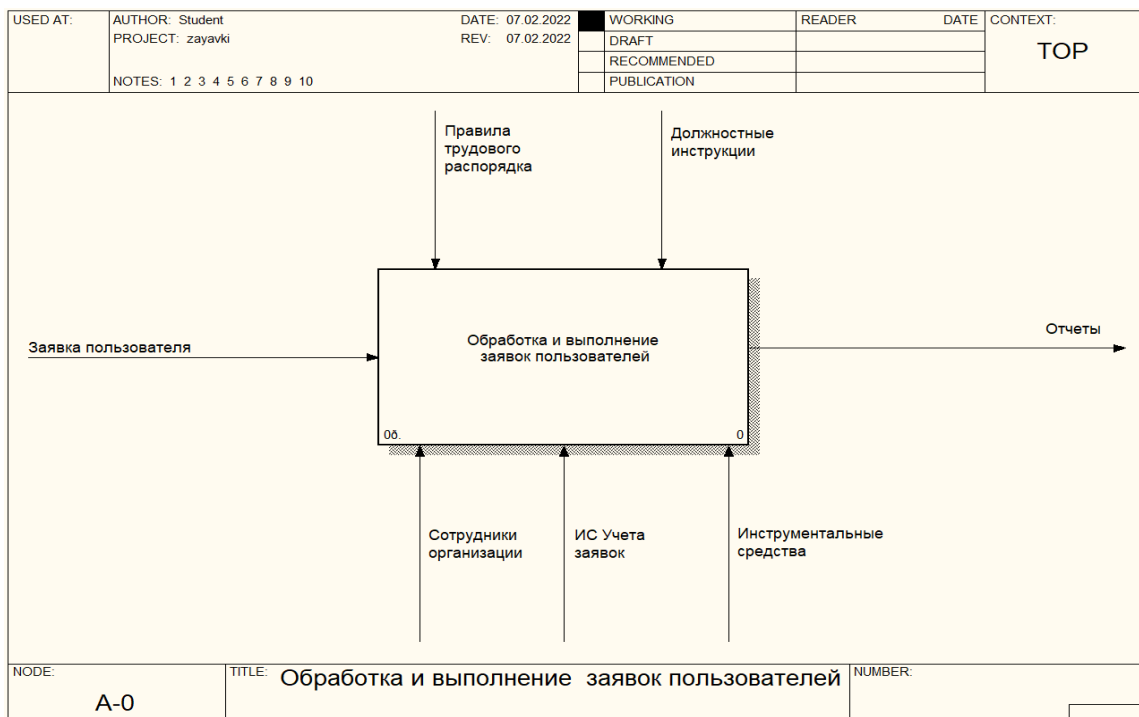 USED AT:
AUTHOR: Student
DATE: 07.02.2022
PROJECT: zayavki
REV: 07.02.2022
NOTES: 1 2 3 4 5 6 7 8 9 10
WORKING
DRAFT
RECOMMENDED
PUBLICATION
READER
DATE
CONTEXT:
TOP
Правила
трудового
распорядка
Должностные
инструкции
Заявка пользователя
Обработка и выполнение
заявок пользователей
0ð.
0
Отчеты
Сотрудники
организации
ИС Учета
заявок
Инструментальные
средства
NODE:
A-0
TITLE:
Обработка и выполнение заявок пользователей
NUMBER: